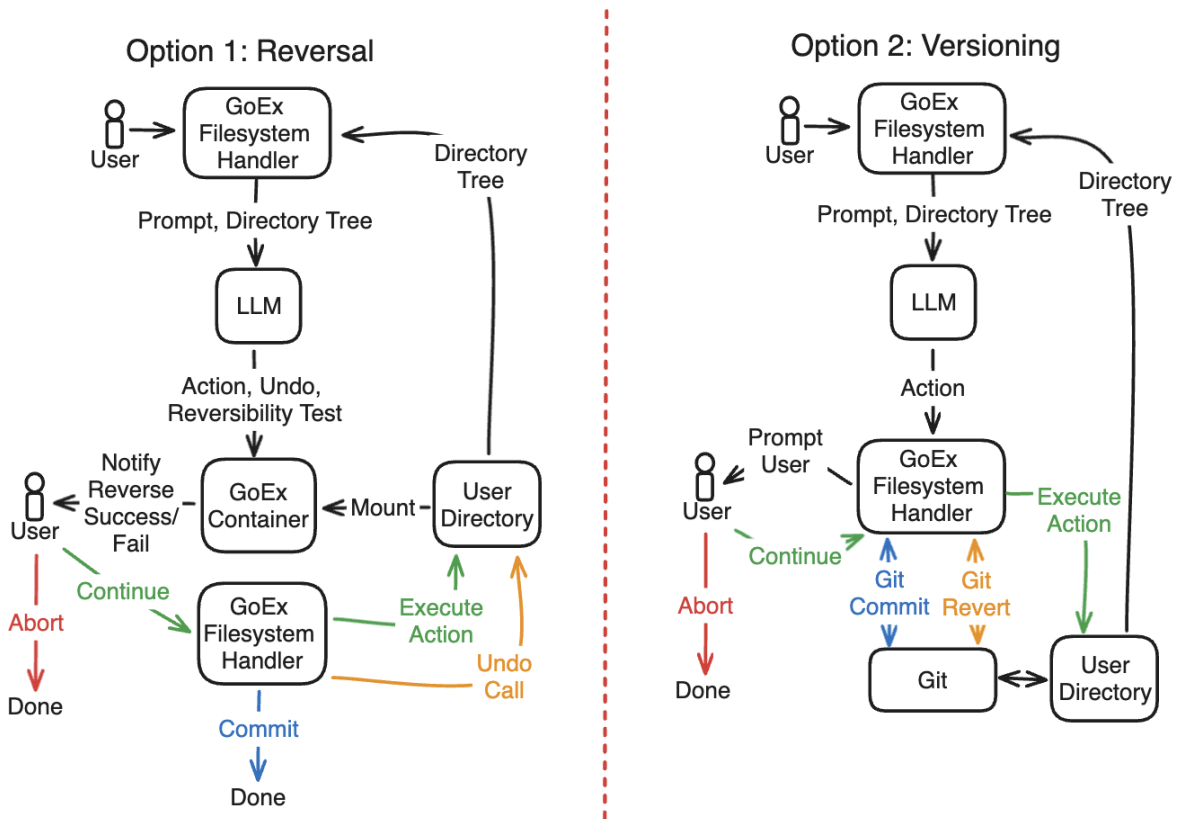 Option 1: Reversal
User
GoEx
Filesystem
Handler
Directory
Tree
Prompt, Directory Tree
LLM
Action, Undo,
Reversibility Test
Notify
Reverse
Success/
Fail
User
GoEx
Container
Mount
User
Directory
Continue
Abort
Done
GoEx
Filesystem
Handler
Execute
Action
Undo
Call
Commit
Done
Option 2: Versioning
User
GoEx
Filesystem
Handler
Directory
Tree
Prompt, Directory Tree
LLM
Action
Prompt
User
User
GoEx
Filesystem
Handler
Execute
Action
Continue
Abort
Done
Git
Commit
Git
Revert
Git
User
Directory